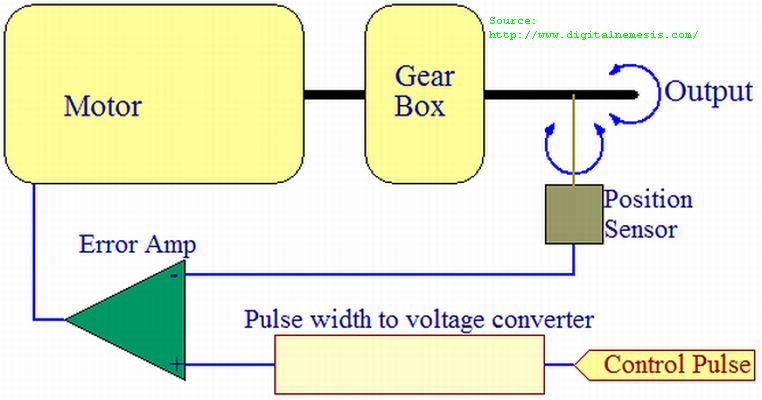 Source:
http://www.digitalnemesis.com/
Motor
Gear
Box
Output
Position
Sensor
Error Amp
-
Pulse width to voltage converter
+
Control Pulse